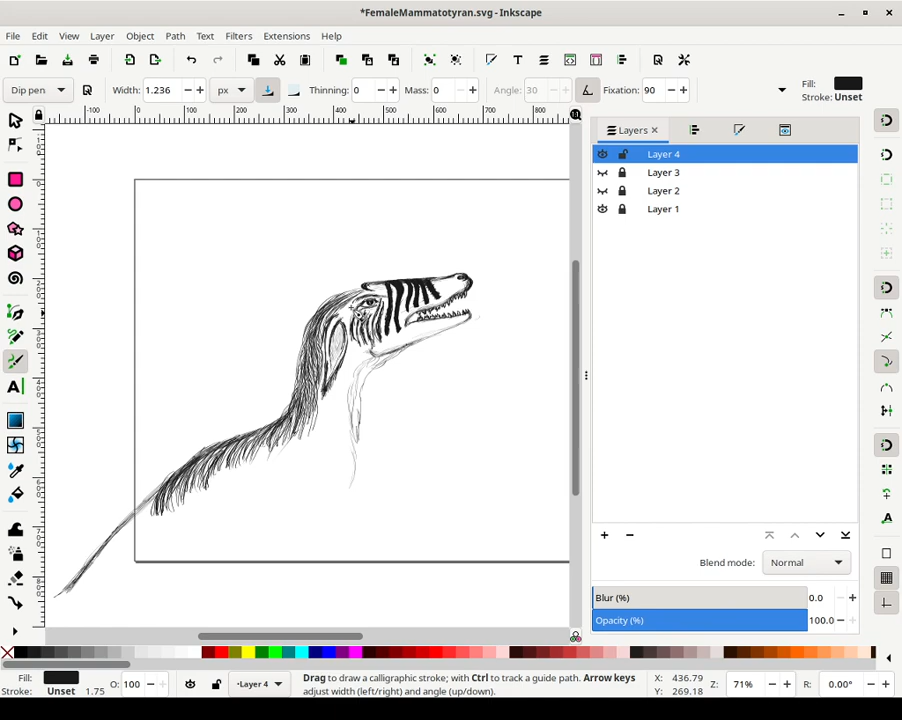 *FemaleMammatotyran.svg - Inkscape
File Edit View Layer Object Path Text Filters Extensions Help
Dip pen Width: 1.236 px Thinning: 0 Mass: 0 Angle: 30 Fixation: 90 Fill:
Stroke: Unset
-100 0 100 200 300 400 500 600 700 800
Layers
Layer 4
Layer 3
Layer 2
Layer 1
Blend mode: Normal
Blur (%) 0.0
Opacity (%) 100.0
Fill:
Stroke: Unset 1.75 O: 100 Layer 4
Drag to draw a calligraphic stroke; with Ctrl to track a guide path. Arrow keys
adjust width (left/right) and angle (up/down).
X: 436.79
Y: 269.18
Z: 71% R: 0.00°